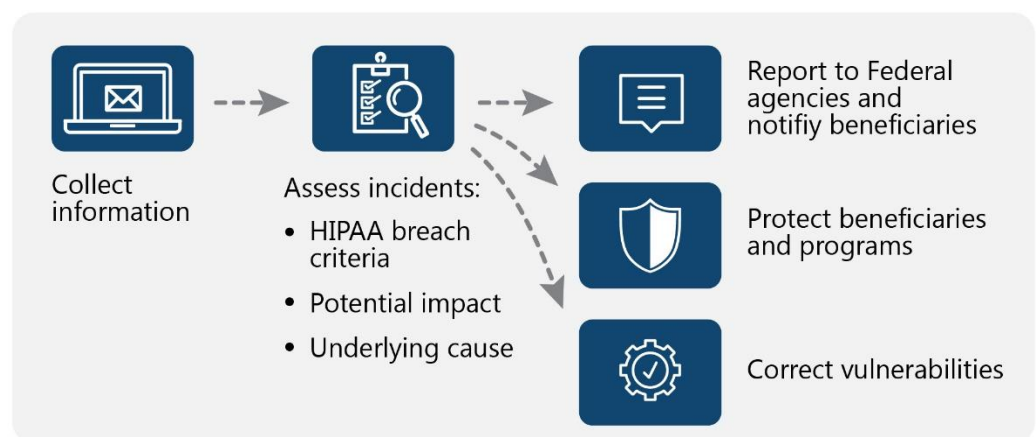 Collect
information
Assess incidents:
• HIPAA breach
criteria
• Potential impact
• Underlying cause
Report to Federal
agencies and
notifiy beneficiaries
Protect beneficiaries
and programs
Correct vulnerabilities